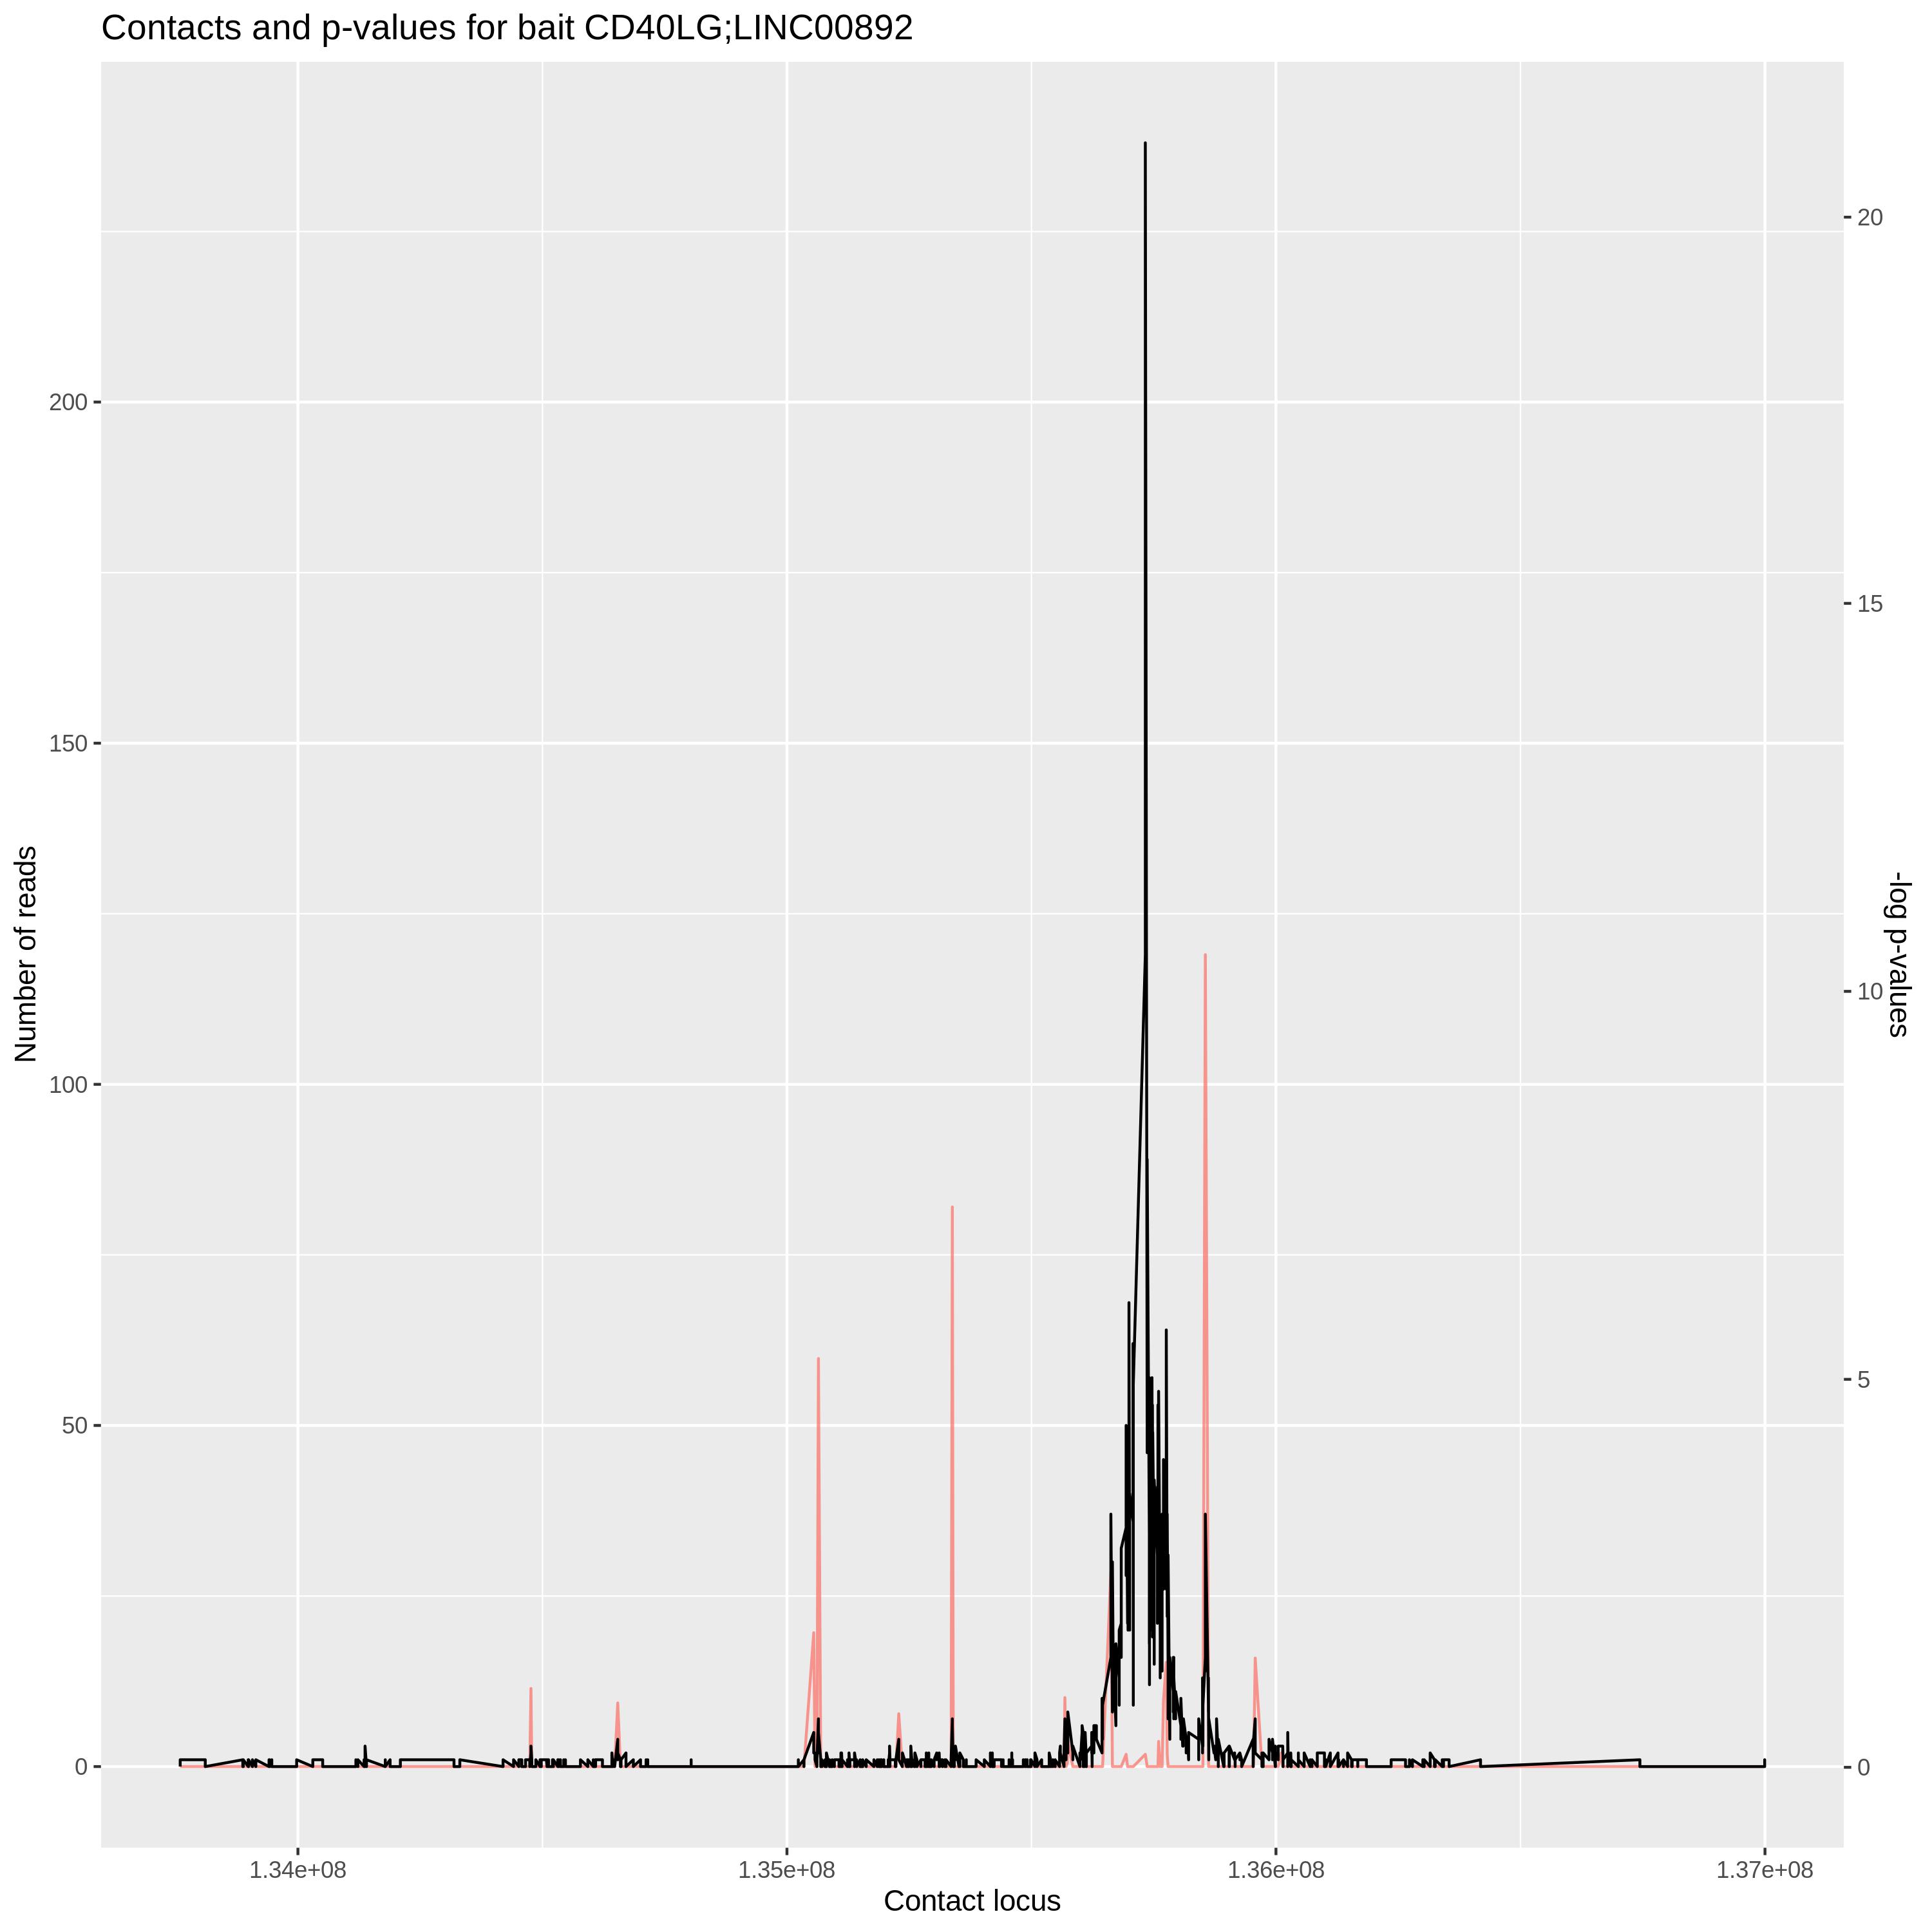 Contacts and p-values for bait CD40LG;LINC00892
Number of reads
200
150
100
50
0
20
15
10
5
0
-log p-values
1.34e+08
1.35e+08
1.36e+08
1.37e+08
Contact locus